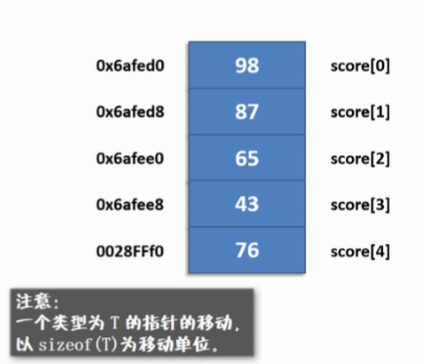 0x6afed0 98 score[0]
0x6afed8 87 score[1]
0x6afee0 65 score[2]
0x6afee8 43 score[3]
0028FFf0 76 score[4]
注意:
一个类型为 T 的指针的移动,
以 sizeof(T)为移动单位。